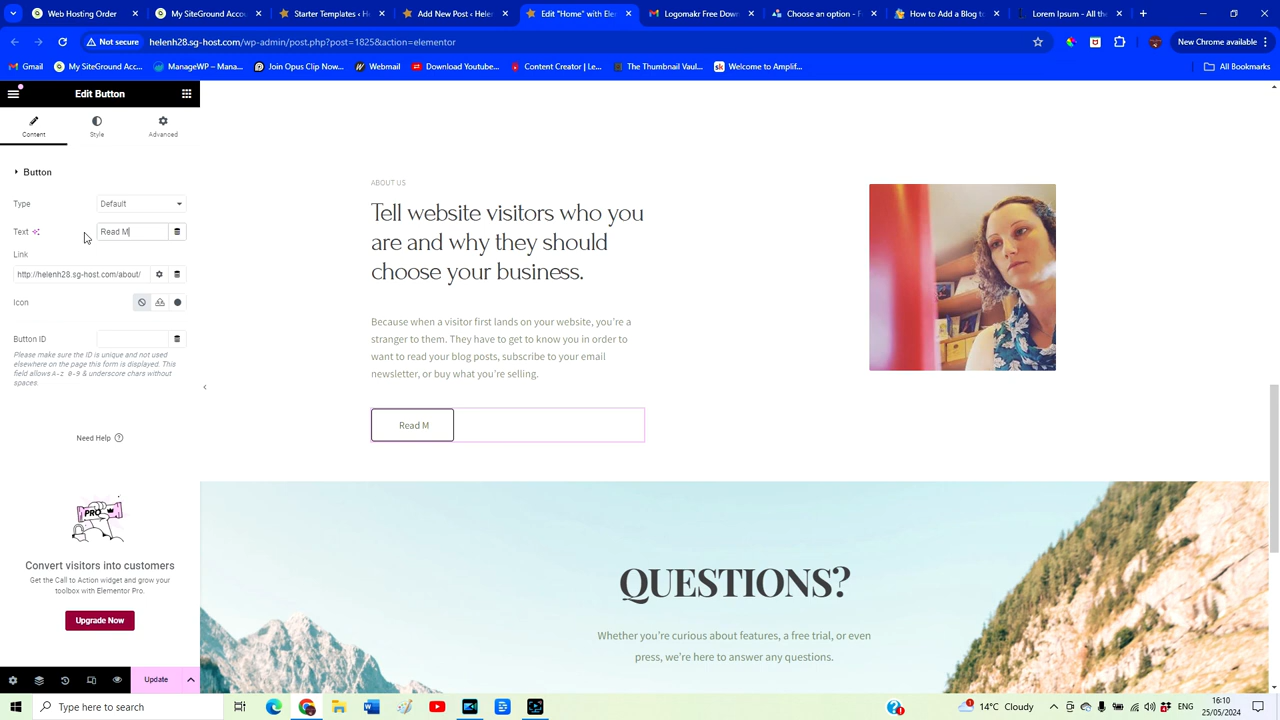 Web Hosting Order
My SiteGround Acco
Starter Templates ‹ He
Add New Post ‹ Helen
Edit "Home" with Elem
Logomakr Free Down
Choose an option - F
How to Add a Blog to
Lorem Ipsum - All the
Not secure
helenh28.sg-host.com/wp-admin/post.php?post=1825&action=elementor
New Chrome available
Gmail
My SiteGround Acc...
ManageWP – Mana...
Join Opus Clip Now...
Webmail
Download Youtube...
Content Creator | Le...
The Thumbnail Vaul...
Welcome to Amplif...
All Bookmarks
Edit Button
Content
Style
Advanced
Button
Type
Default
Text
Read M
Link
http://helenh28.sg-host.com/about/
Icon
Button ID
Please make sure the ID is unique and not used
elsewhere on the page this form is displayed. This
field allows A-z 0-9 & underscore chars without
spaces.
Need Help
?
PRO
Convert visitors into customers
Get the Call to Action widget and grow your
toolbox with Elementor Pro.
Upgrade Now
Update
ABOUT US
Tell website visitors who you
are and why they should
choose your business.
Because when a visitor first lands on your website, you’re a
stranger to them. They have to get to know you in order to
want to read your blog posts, subscribe to your email
newsletter, or buy what you’re selling.
Read M
QUESTIONS?
Whether you’re curious about features, a free trial, or even
press, we’re here to answer any questions.
Type here to search
14°C Cloudy
ENG
16:10
25/05/2024